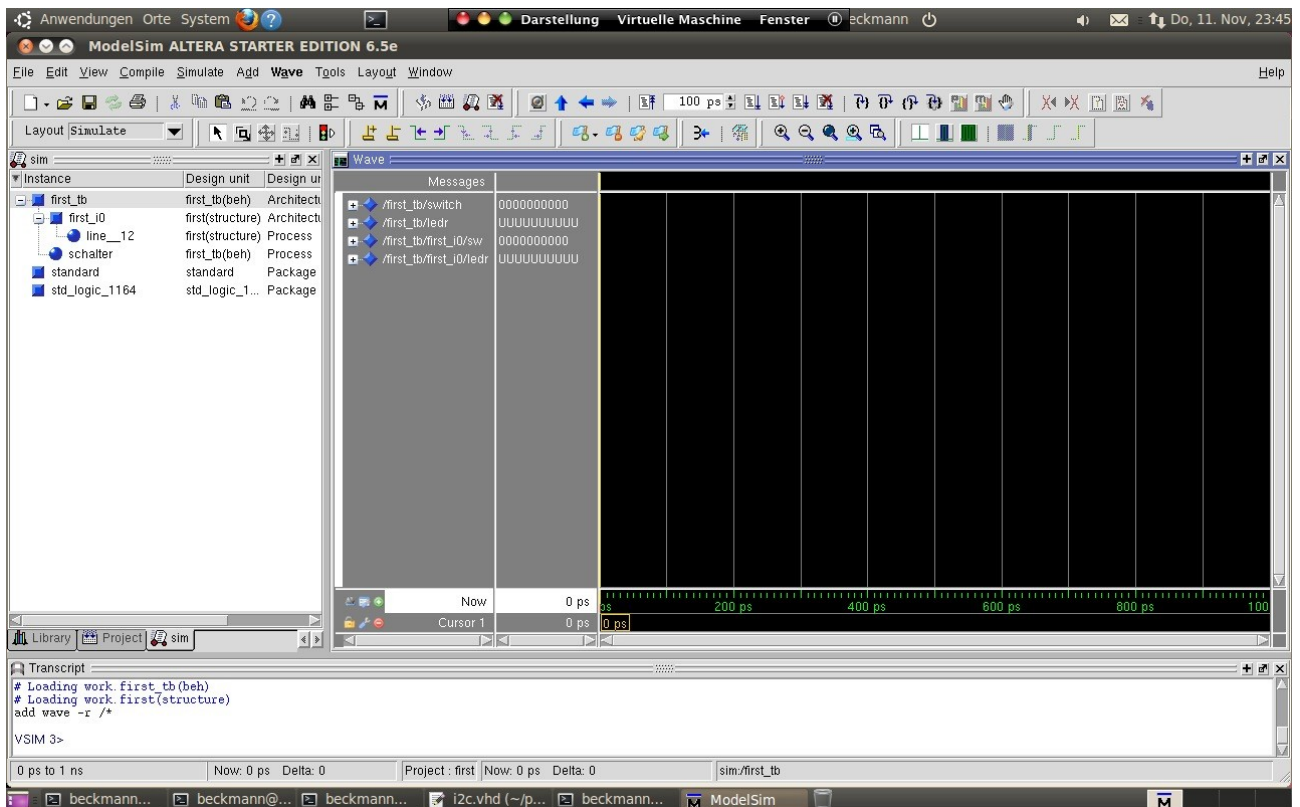 Anwendungen Orte System
Darstellung Virtuelle Maschine Fenster eckmann
Do, 11. Nov, 23:45
ModelSim ALTERA STARTER EDITION 6.5e
File Edit View Compile Simulate Add Wave Tools Layout Window Help
100 ps
Layout Simulate
sim
Instance Design unit Design ur
first_tb first_tb(beh) Architectu
first_i0 first(structure) Architectu
line__12 first(structure) Process
schalter first_tb(beh) Process
standard standard Package
std_logic_1164 std_logic_1... Package
Library Project sim
Wave
Messages
/first_tb/switch 0000000000
/first_tb/ledr UUUUUUUUUU
/first_tb/first_i0/sw 0000000000
/first_tb/first_i0/ledr UUUUUUUUUU
Now 0 ps
ps 200 ps 400 ps 600 ps 800 ps 100
Cursor 1 0 ps 0 ps
Transcript
# Loading work.first_tb(beh)
# Loading work.first(structure)
add wave -r /*
VSIM 3>
0 ps to 1 ns Now: 0 ps Delta: 0 Project : first Now: 0 ps Delta: 0 sim:/first_tb
beckmann... beckmann@... beckmann... i2c.vhd (~/p... beckmann... ModelSim